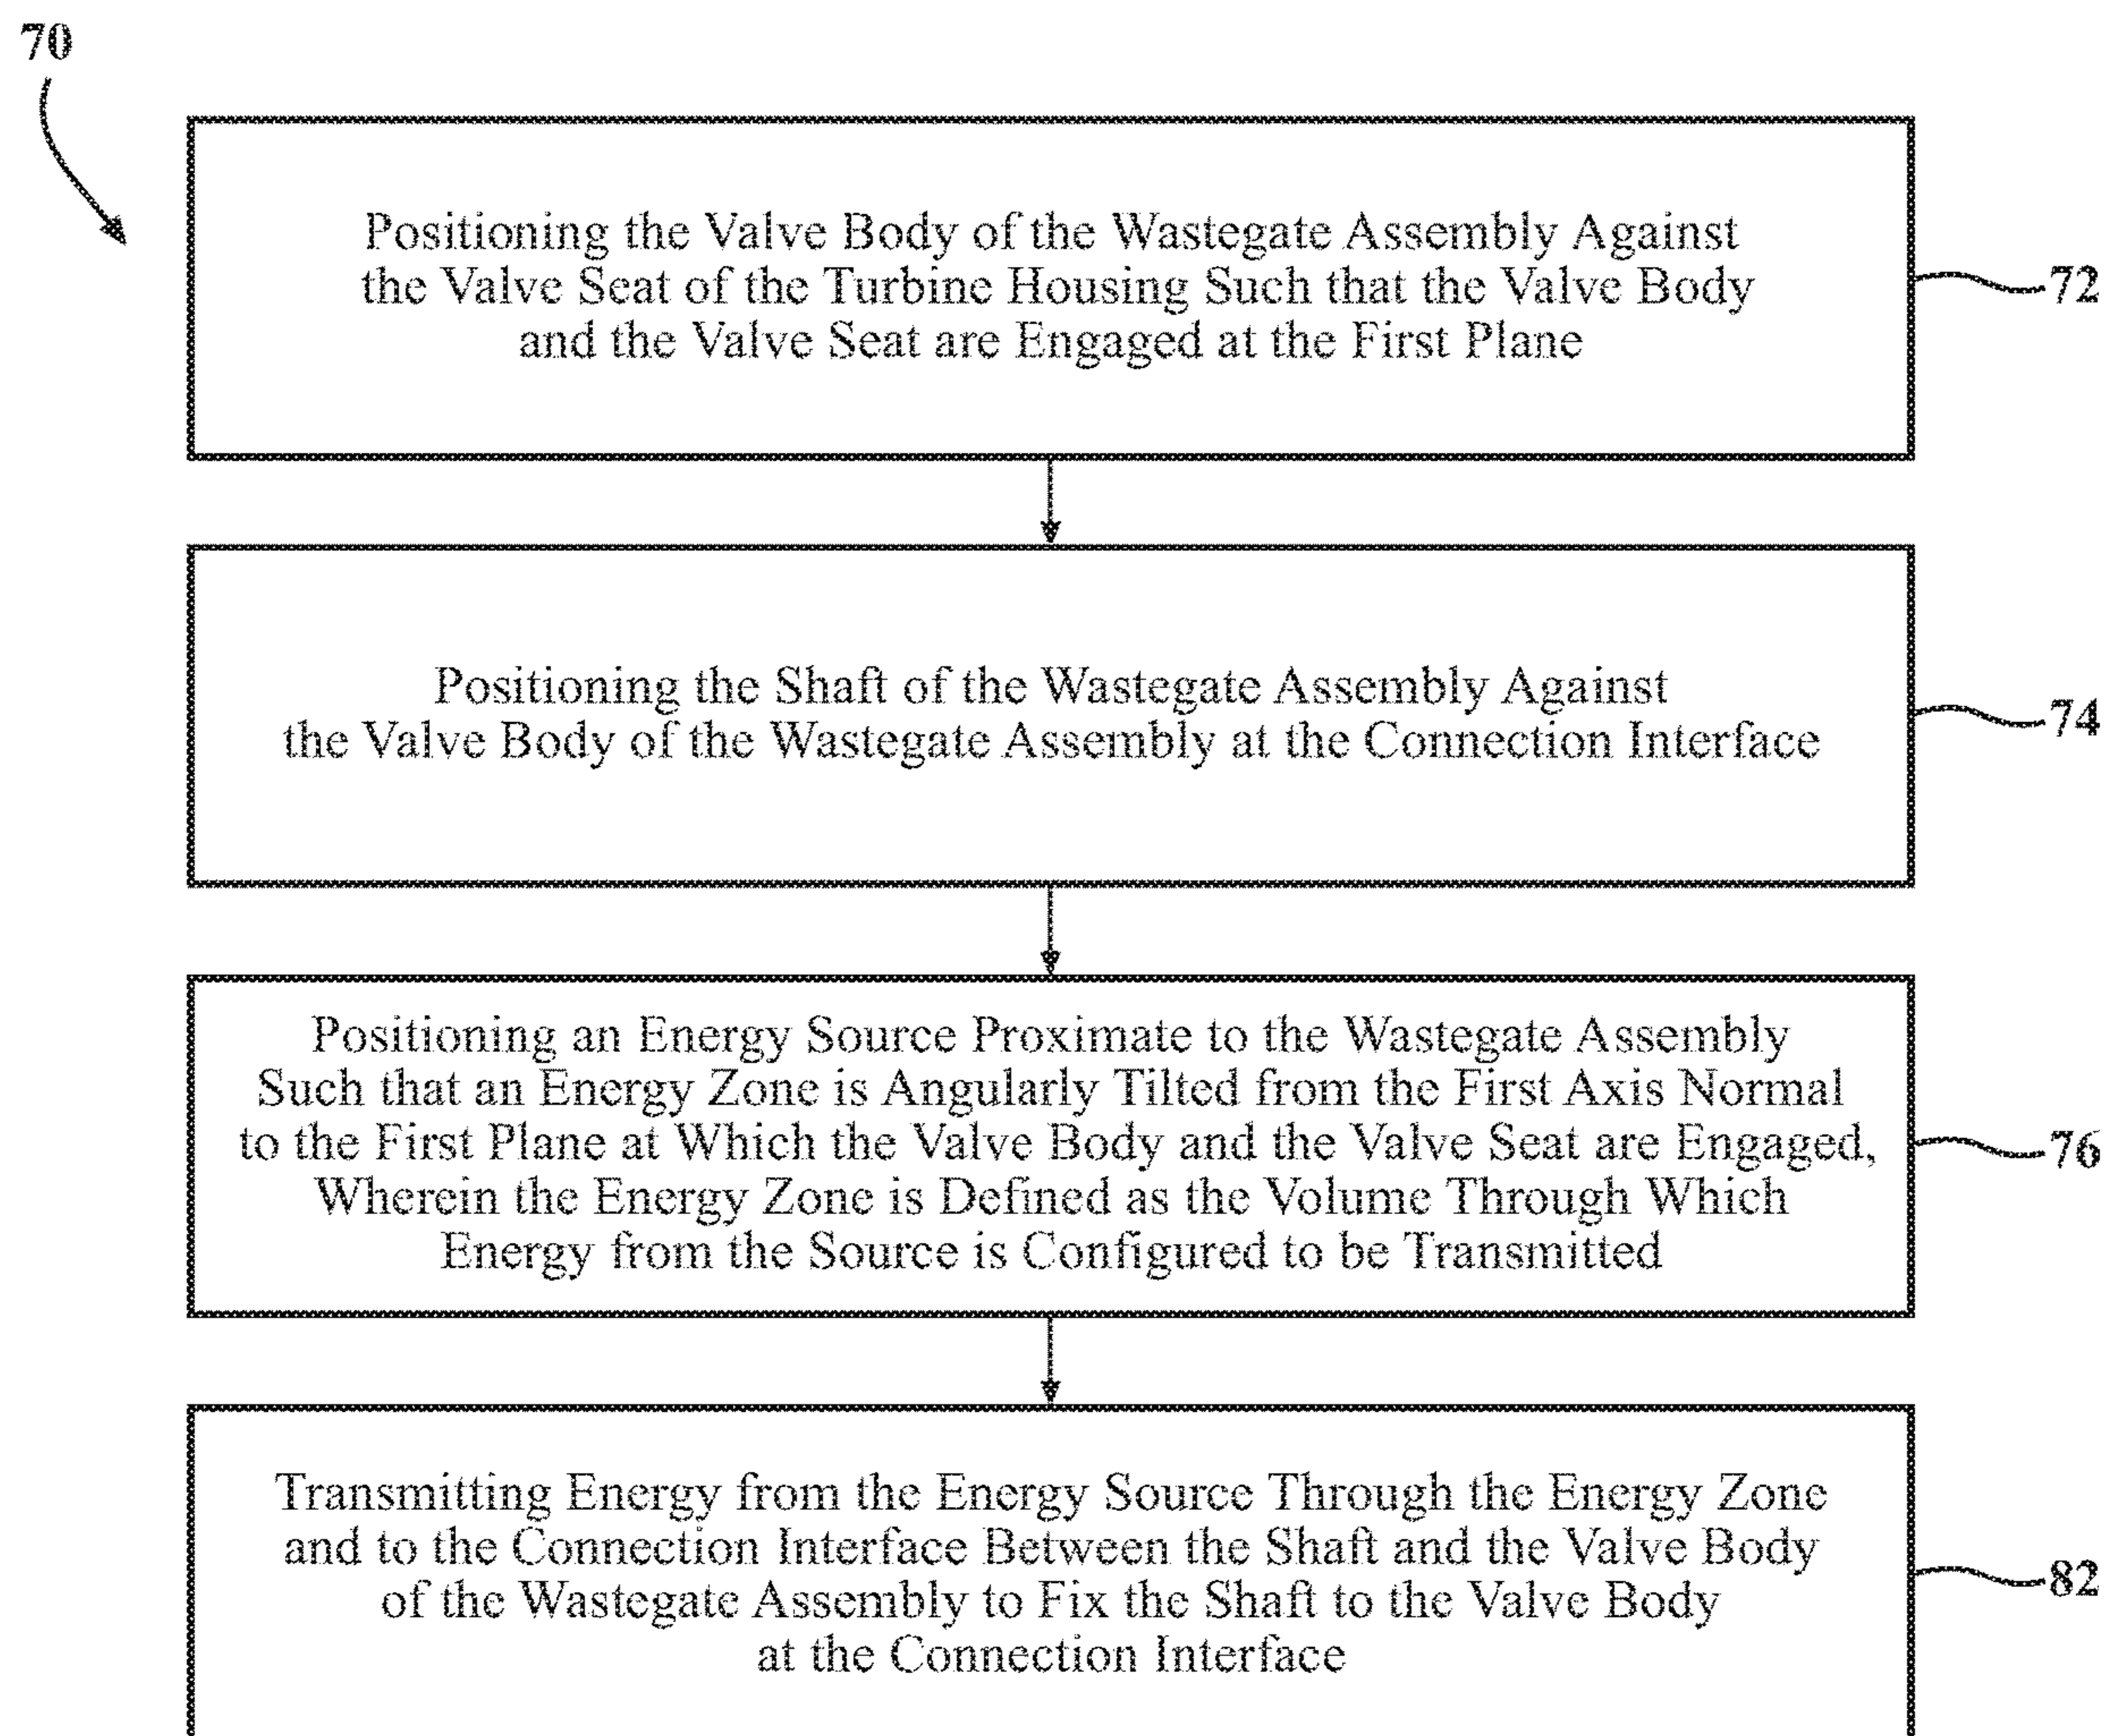 70
Positioning the Valve Body of the Wastegate Assembly Against
the Valve Seat of the Turbine Housing Such that the Valve Body
and the Valve Seat are Engaged at the First Plane
72
Positioning the Shaft of the Wastegate Assembly Against
the Valve Body of the Wastegate Assembly at the Connection Interface
74
Positioning an Energy Source Proximate to the Wastegate Assembly
Such that an Energy Zone is Angularly Tilted from the First Axis Normal
to the First Plane at Which the Valve Body and the Valve Seat are Engaged,
Wherein the Energy Zone is Defined as the Volume Through Which
Energy from the Source is Configured to be Transmitted
76
Transmitting Energy from the Energy Source Through the Energy Zone
and to the Connection Interface Between the Shaft and the Valve Body
of the Wastegate Assembly to Fix the Shaft to the Valve Body
at the Connection Interface
82